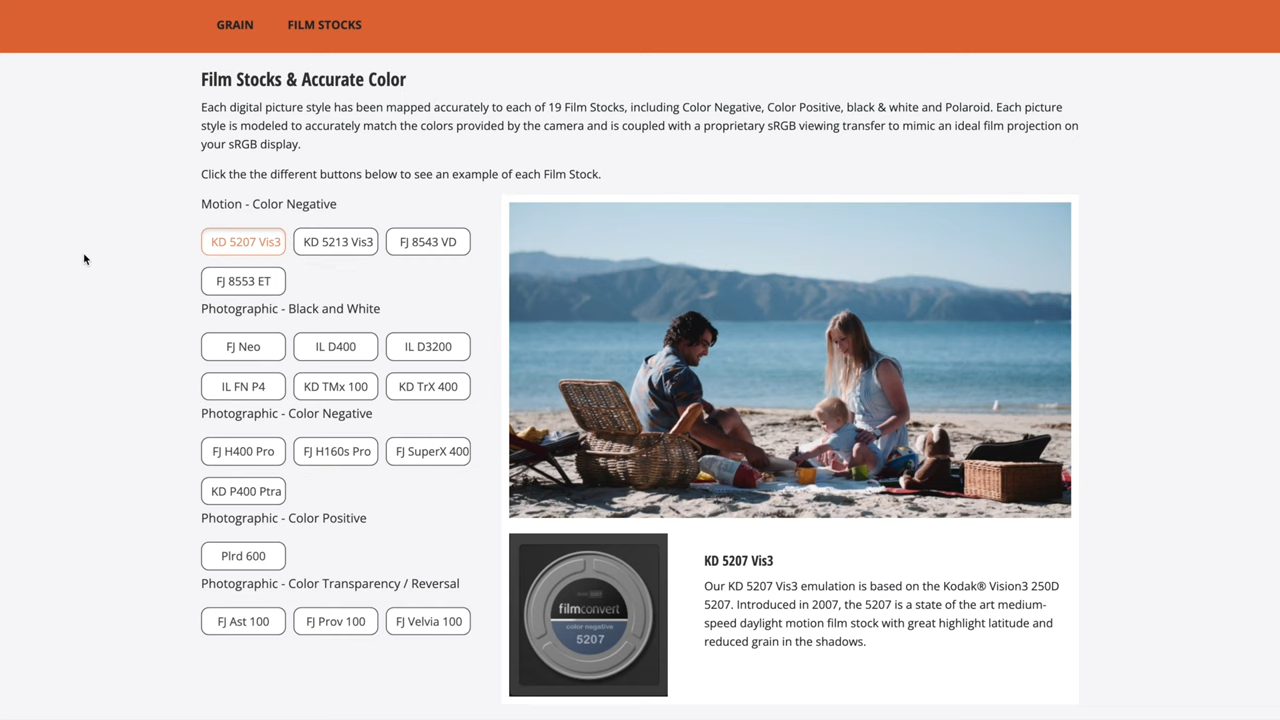 GRAIN FILM STOCKS
Film Stocks & Accurate Color
Each digital picture style has been mapped accurately to each of 19 Film Stocks, including Color Negative, Color Positive, black & white and Polaroid. Each picture
style is modeled to accurately match the colors provided by the camera and is coupled with a proprietary sRGB viewing transfer to mimic an ideal film projection on
your sRGB display.
Click the the different buttons below to see an example of each Film Stock.
Motion - Color Negative
KD 5207 Vis3 KD 5213 Vis3 FJ 8543 VD
FJ 8553 ET
Photographic - Black and White
FJ Neo IL D400 IL D3200
IL FN P4 KD TMx 100 KD TrX 400
Photographic - Color Negative
FJ H400 Pro FJ H160s Pro FJ SuperX 400
KD P400 Ptra
Photographic - Color Positive
Plrd 600
Photographic - Color Transparency / Reversal
FJ Ast 100 FJ Prov 100 FJ Velvia 100
filmconvert
color negative
5207
KD 5207 Vis3
Our KD 5207 Vis3 emulation is based on the Kodak® Vision3 250D
5207. Introduced in 2007, the 5207 is a state of the art medium-
speed daylight motion film stock with great highlight latitude and
reduced grain in the shadows.